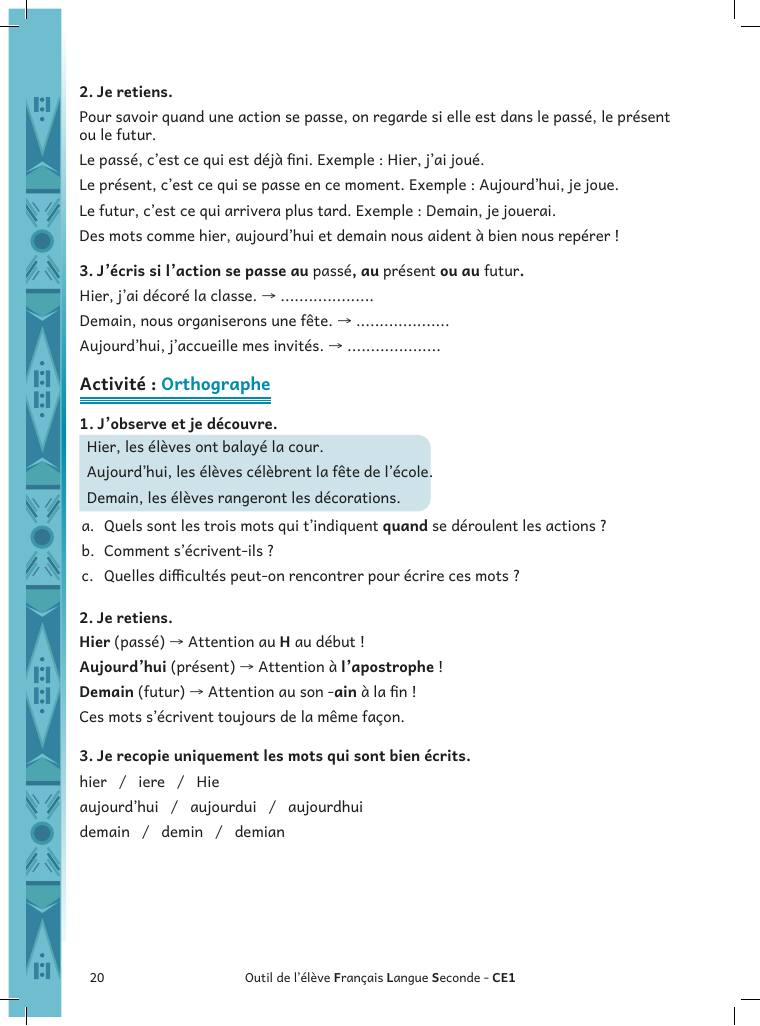 2. Je retiens.
Pour savoir quand une action se passe, on regarde si elle est dans le passé, le présent
ou le futur.
Le passé, c’est ce qui est déjà fini. Exemple : Hier, j’ai joué.
Le présent, c’est ce qui se passe en ce moment. Exemple : Aujourd’hui, je joue.
Le futur, c’est ce qui arrivera plus tard. Exemple : Demain, je jouerai.
Des mots comme hier, aujourd’hui et demain nous aident à bien nous repérer !
3. J’écris si l’action se passe au passé, au présent ou au futur.
Hier, j’ai décoré la classe. → ....................
Demain, nous organiserons une fête. → ....................
Aujourd’hui, j’accueille mes invités. → ....................
Activité : Orthographe
1. J’observe et je découvre.
Hier, les élèves ont balayé la cour.
Aujourd’hui, les élèves célèbrent la fête de l’école.
Demain, les élèves rangeront les décorations.
a. Quels sont les trois mots qui t’indiquent quand se déroulent les actions ?
b. Comment s’écrivent-ils ?
c. Quelles difficultés peut-on rencontrer pour écrire ces mots ?
2. Je retiens.
Hier (passé) → Attention au H au début !
Aujourd’hui (présent) → Attention à l’apostrophe !
Demain (futur) → Attention au son -ain à la fin !
Ces mots s’écrivent toujours de la même façon.
3. Je recopie uniquement les mots qui sont bien écrits.
hier / iere / Hie
aujourd’hui / aujourdui / aujourdhui
demain / demin / demian
20 Outil de l’élève Français Langue Seconde - CE1